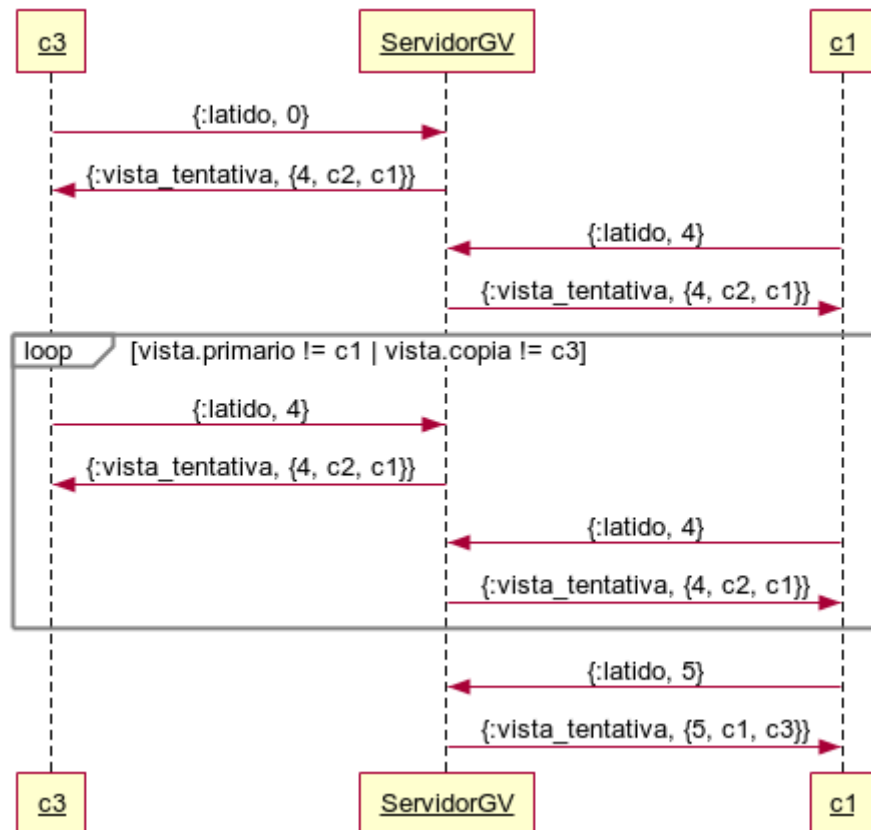 c3 ServidorGV c1
{:latido, 0}
{:vista_tentativa, {4, c2, c1}}
{:latido, 4}
{:vista_tentativa, {4, c2, c1}}
loop [vista.primario != c1 | vista.copia != c3]
{:latido, 4}
{:vista_tentativa, {4, c2, c1}}
{:latido, 4}
{:vista_tentativa, {4, c2, c1}}
{:latido, 5}
{:vista_tentativa, {5, c1, c3}}
c3 ServidorGV c1